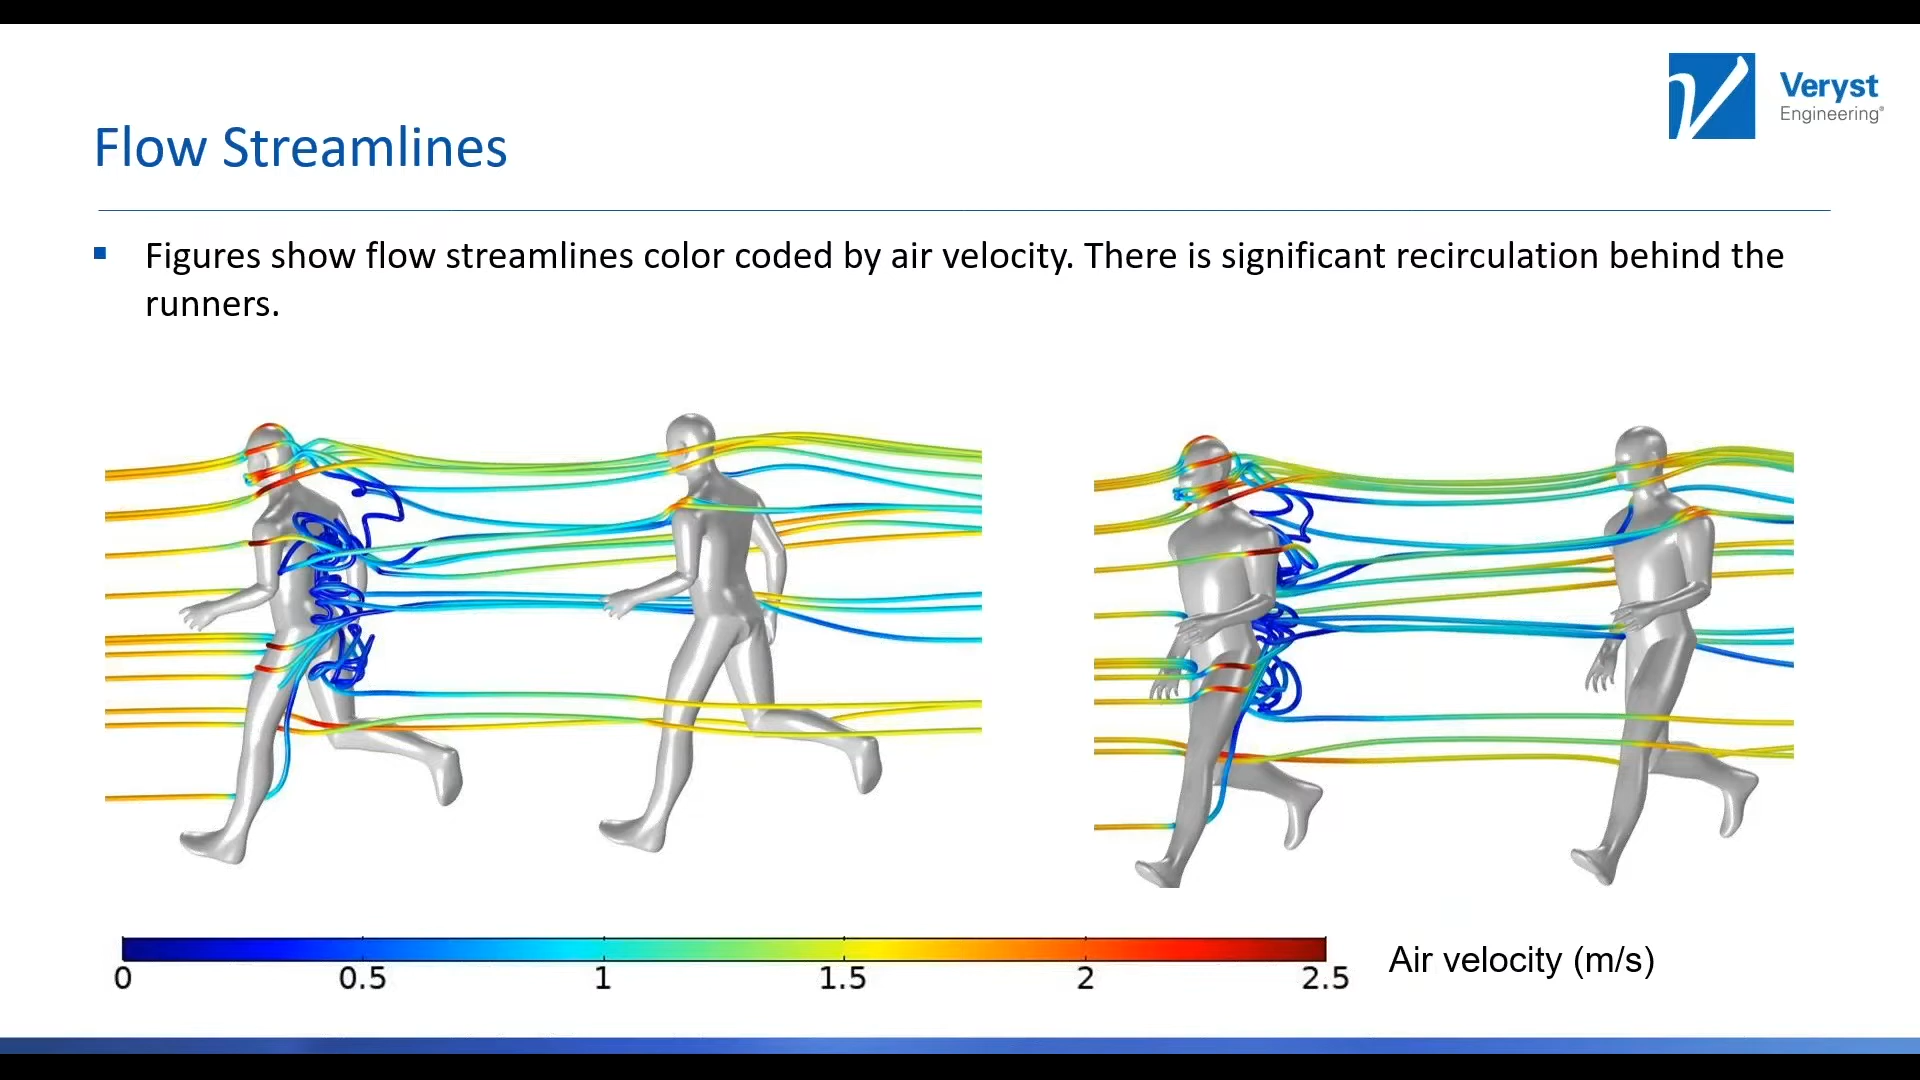 Veryst
Engineering®
Flow Streamlines
Figures show flow streamlines color coded by air velocity. There is significant recirculation behind the
runners.
0 0.5 1 1.5 2 2.5 Air velocity (m/s)